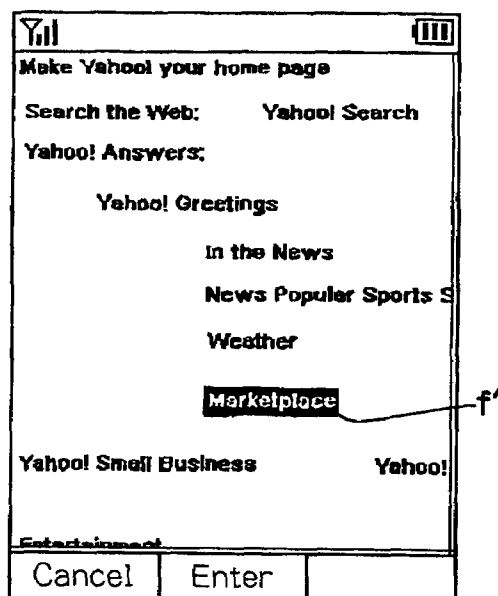 Make Yahoo! your home page
Search the Web: Yahoo! Search
Yahoo! Answers:
Yahoo! Greetings
In the News
News Popular Sports S
Weather
Marketplace
f'
Yahoo! Small Business Yahoo!
Entertainment
Cancel Enter